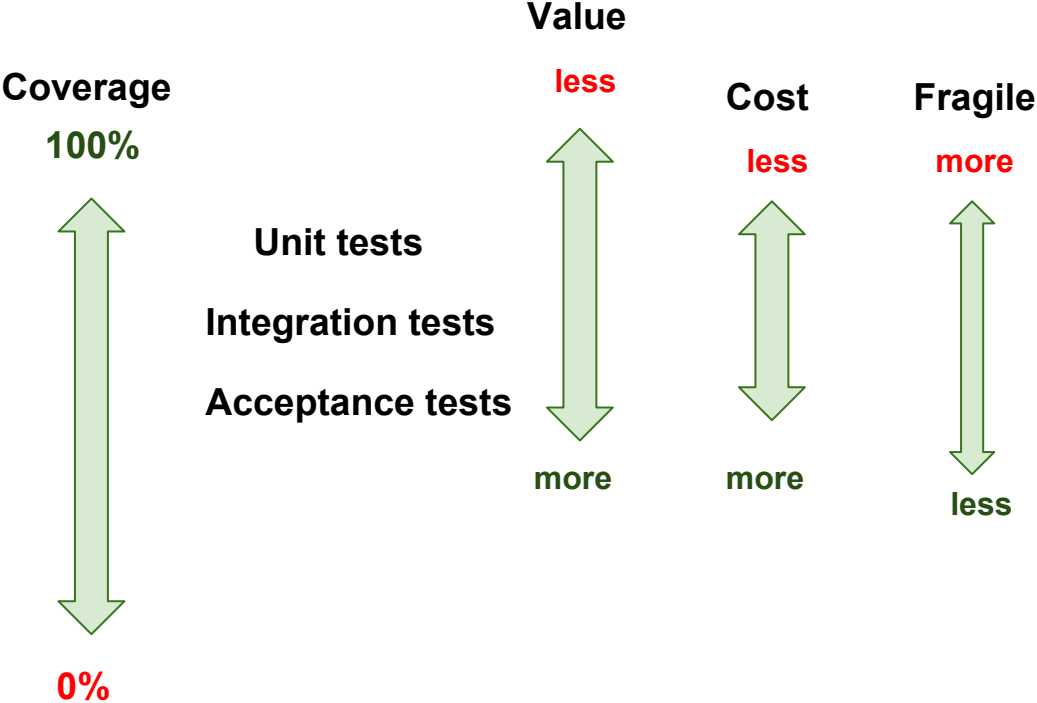 Value
less
Coverage
100%
Cost
less
Fragile
more
Unit tests
Integration tests
Acceptance tests
more
more
less
0%